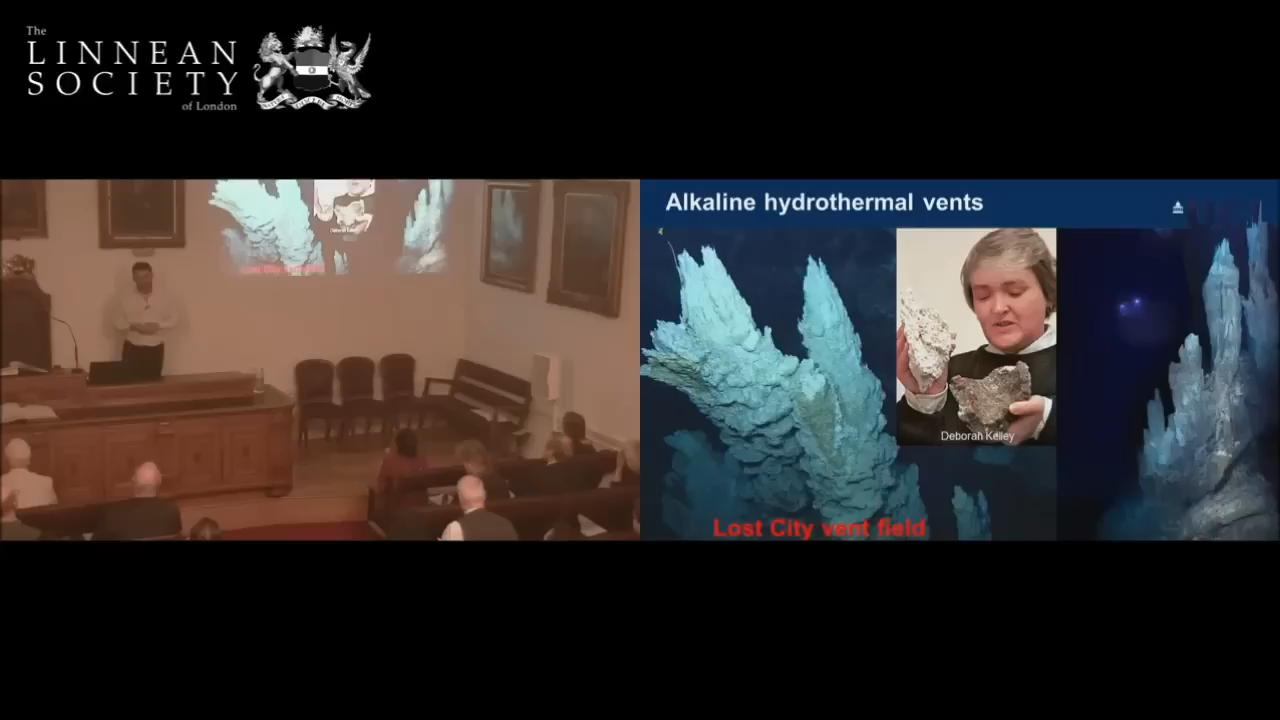 The
LINNEAN
SOCIETY
of London
Alkaline hydrothermal vents
Deborah Kelley
Lost City vent field